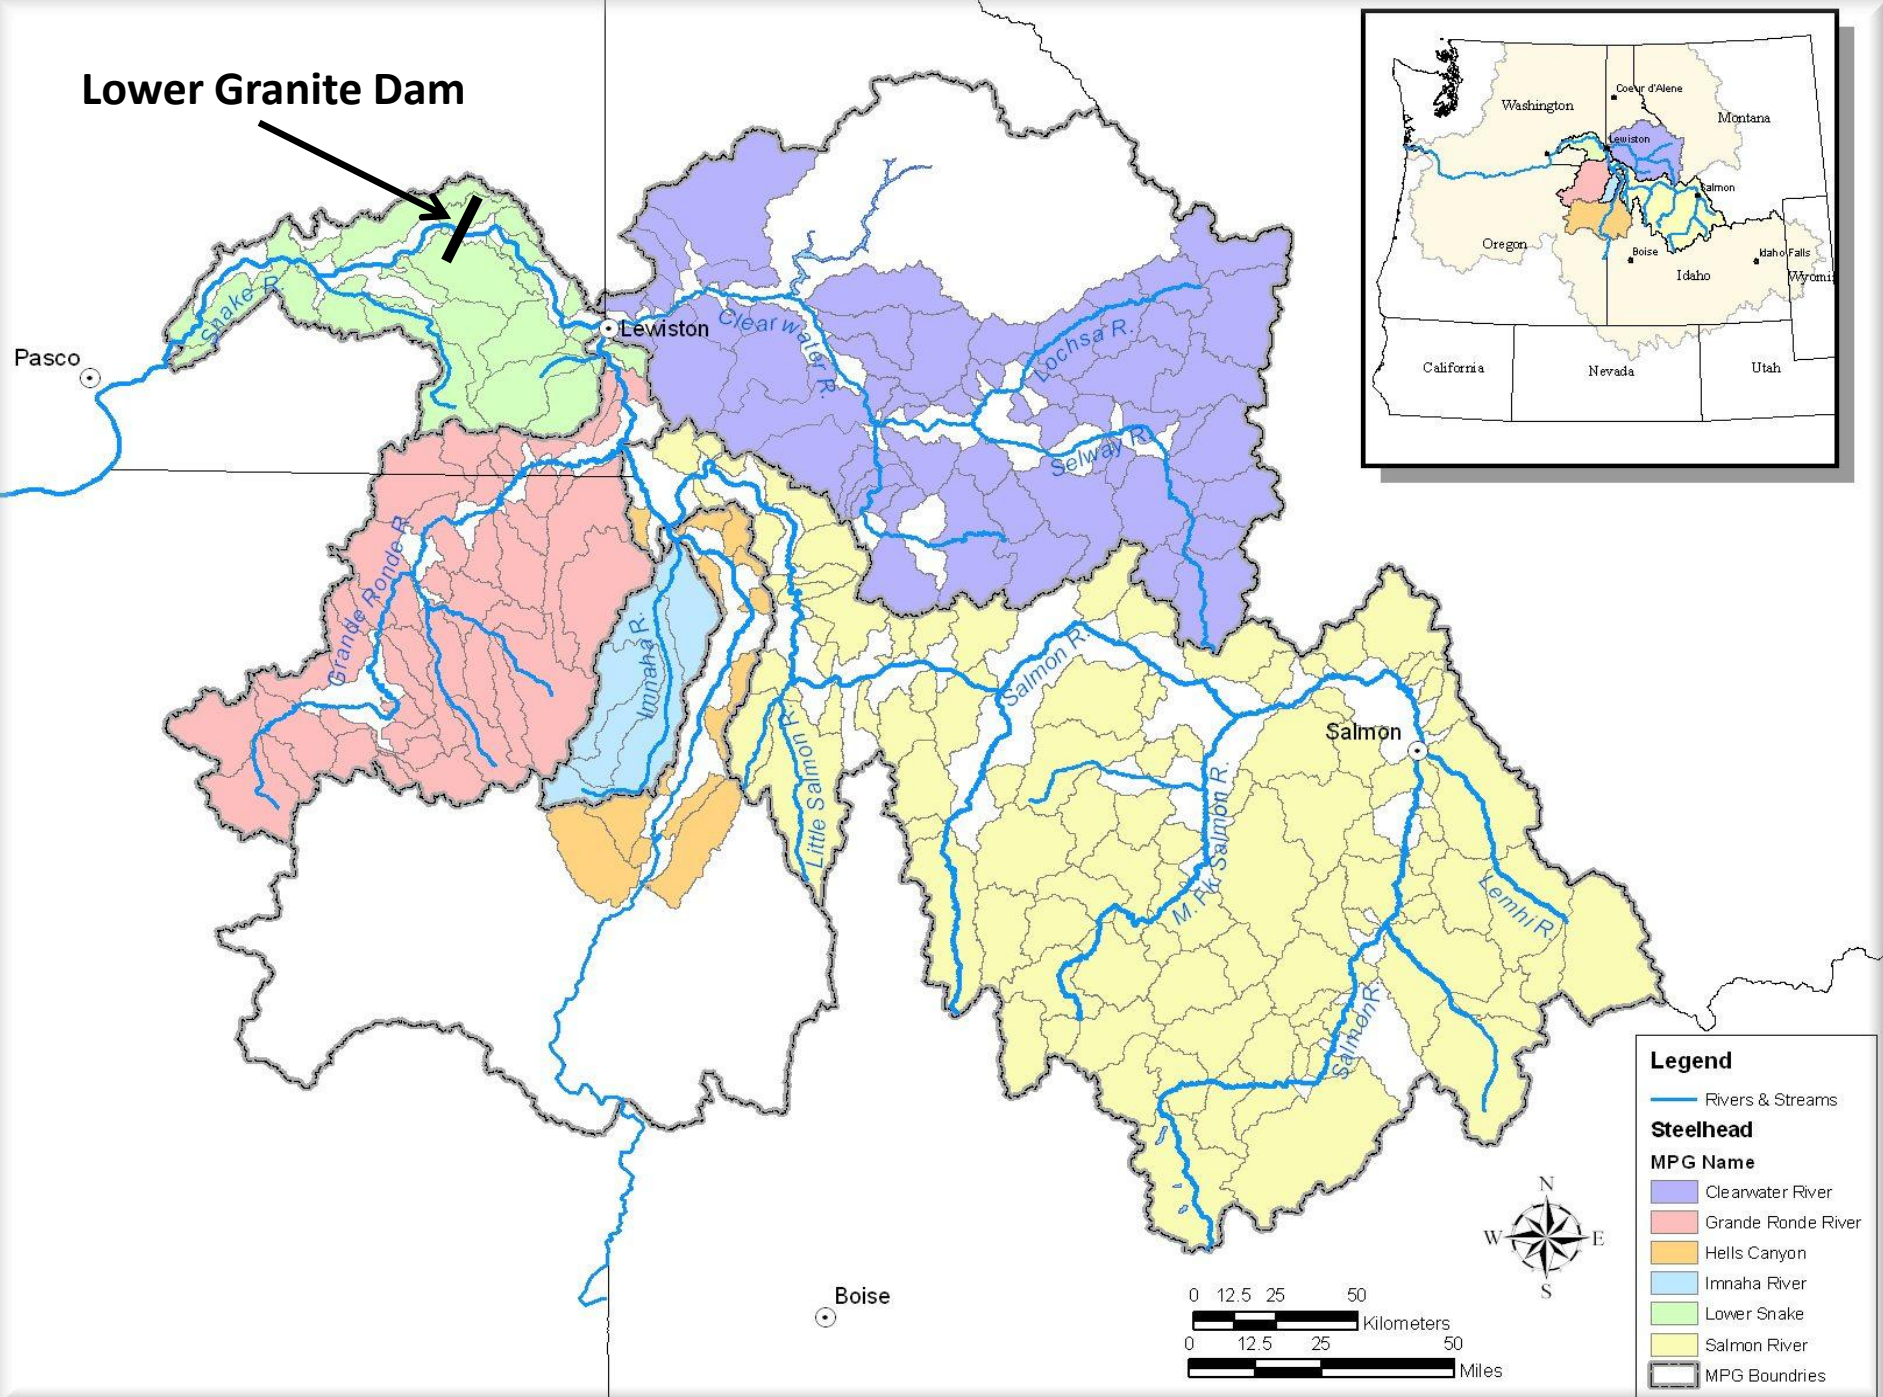 Lower Granite Dam
Snake R.
Pasco
Lewiston
Clearwater R.
Lochsa R.
Selway R.
Grande Ronde R.
Imnaha R.
Salmon R.
Little Salmon R.
M. Fk. Salmon R.
Salmon
Lemhi R.
Salmon R.
Boise
Washington
Coeur d'Alene
Montana
Lewiston
Salmon
Oregon
Boise
Idaho
Idaho Falls
Wyomi
California
Nevada
Utah
Legend
Rivers & Streams
Steelhead
MPG Name
Clearwater River
Grande Ronde River
Hells Canyon
Imnaha River
Lower Snake
Salmon River
MPG Boundries
N
W E
S
0 12.5 25 50
Kilometers
0 12.5 25 50
Miles